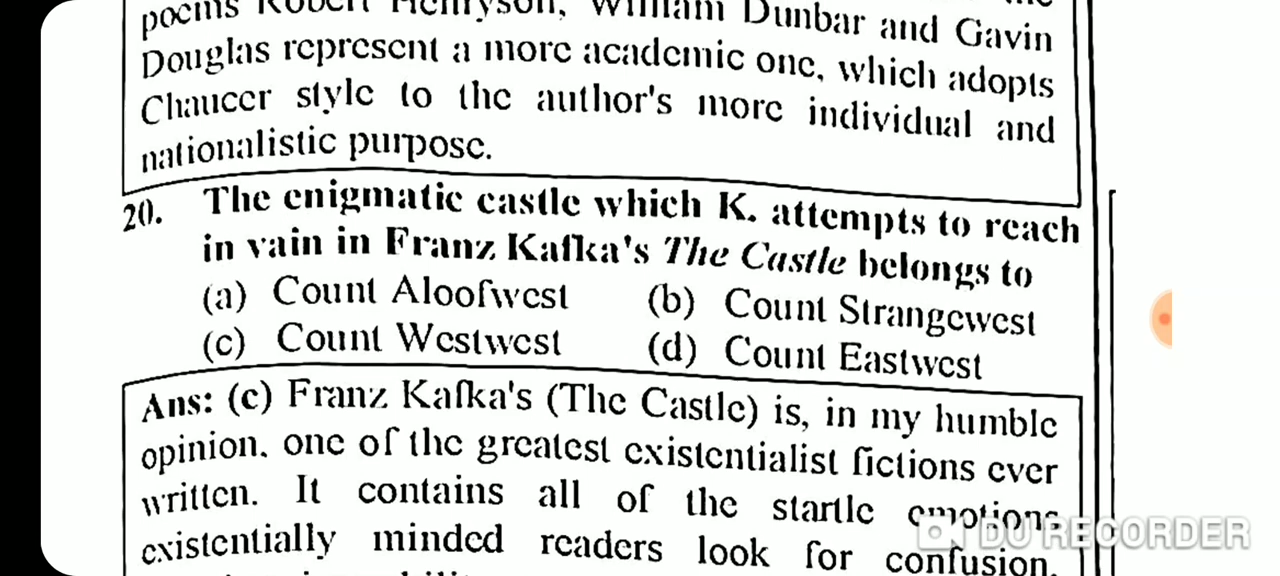 poems Robert Henryson, William Dunbar and Gavin
Douglas represent a more academic one, which adopts
Chaucer style to the author's more individual and
nationalistic purpose.
20. The enigmatic castle which K. attempts to reach
in vain in Franz Kafka's The Castle belongs to
(a) Count Aloofwest (b) Count Strangewest
(c) Count Westwest (d) Count Eastwest
Ans: (c) Franz Kafka's (The Castle) is, in my humble
opinion, one of the greatest existentialist fictions ever
written. It contains all of the startle emotions
existentially minded readers look for confusion,
DU RECORDER